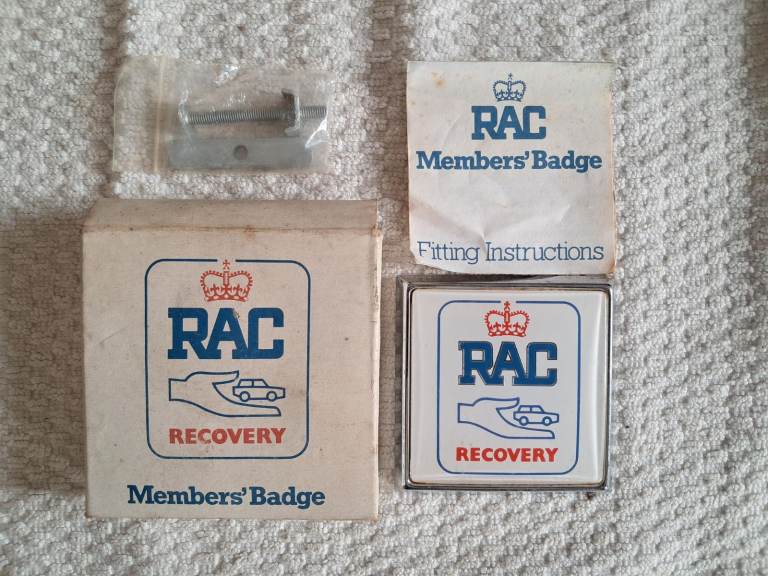 RAC
Members' Badge
Fitting Instructions
RAC
RECOVERY
Members' Badge
RAC
RECOVERY